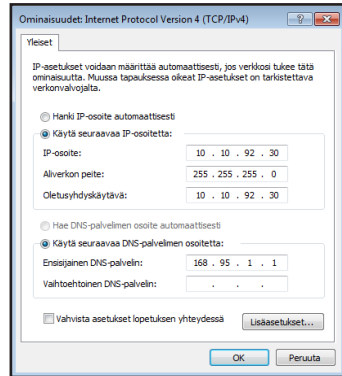 Ominaisuudet: Internet Protocol Version 4 (TCP/IPv4)
Yleiset
IP-asetukset voidaan määrittää automaattisesti, jos verkkosi tukee tätä
ominaisuutta. Muussa tapauksessa oikeat IP-asetukset on tarkistettava
verkonvalvojalta.
Hanki IP-osoite automaattisesti
Käytä seuraavaa IP-osoitetta:
IP-osoite: 10 . 10 . 92 . 30
Aliverkon peite: 255 . 255 . 255 . 0
Oletusyhdyskäytävä: 10 . 10 . 92 . 30
Hae DNS-palvelimen osoite automaattisesti
Käytä seuraavaa DNS-palvelimen osoitetta:
Ensisijainen DNS-palvelin: 168 . 95 . 1 . 1
Vaihtoehtoinen DNS-palvelin: . . .
Vahvista asetukset lopetuksen yhteydessä
Lisäasetukset...
OK Peruuta